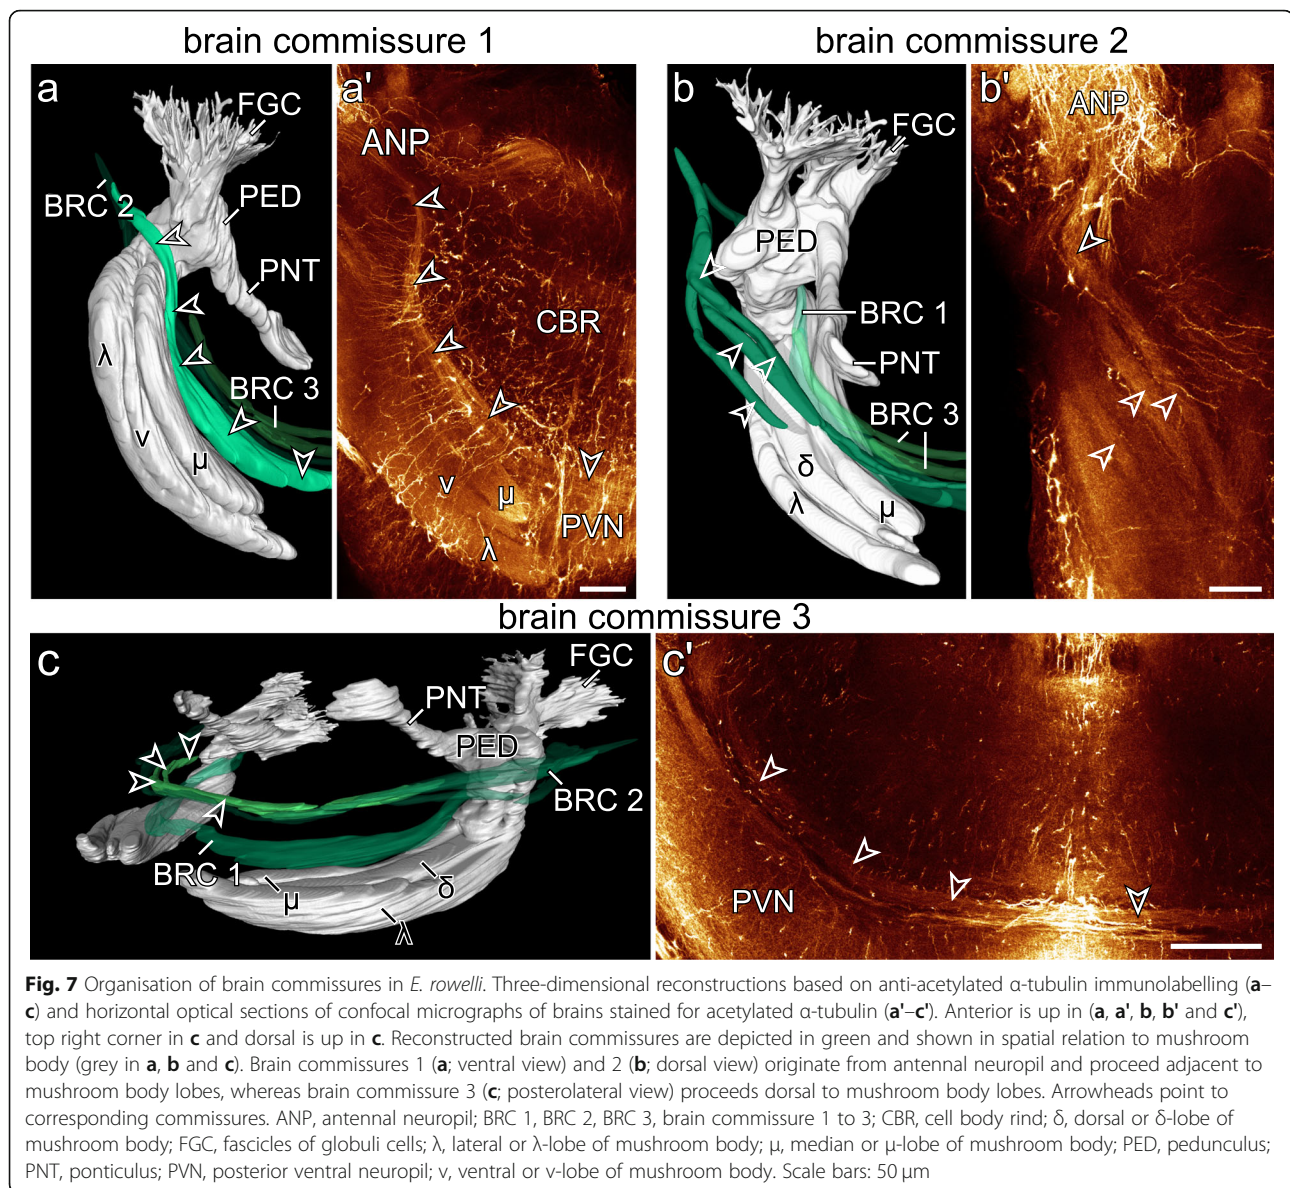 brain commissure 1
brain commissure 2
a
FGC
BRC 2
PED
PNT
λ
BRC 3
ν
μ
a'
ANP
CBR
ν
μ
PVN
λ
b
FGC
PED
BRC 1
PNT
BRC 3
δ
λ
μ
b'
ANP
brain commissure 3
c
FGC
PNT
PED
BRC 2
BRC 1
μ
δ
λ
c'
PVN
Fig. 7 Organisation of brain commissures in E. rowelli. Three-dimensional reconstructions based on anti-acetylated α-tubulin immunolabelling (a–
c) and horizontal optical sections of confocal micrographs of brains stained for acetylated α-tubulin (a'–c'). Anterior is up in (a, a', b, b' and c'),
top right corner in c and dorsal is up in c. Reconstructed brain commissures are depicted in green and shown in spatial relation to mushroom
body (grey in a, b and c). Brain commissures 1 (a; ventral view) and 2 (b; dorsal view) originate from antennal neuropil and proceed adjacent to
mushroom body lobes, whereas brain commissure 3 (c; posterolateral view) proceeds dorsal to mushroom body lobes. Arrowheads point to
corresponding commissures. ANP, antennal neuropil; BRC 1, BRC 2, BRC 3, brain commissure 1 to 3; CBR, cell body rind; δ, dorsal or δ-lobe of
mushroom body; FGC, fascicles of globuli cells; λ, lateral or λ-lobe of mushroom body; μ, median or μ-lobe of mushroom body; PED, pedunculus;
PNT, ponticulus; PVN, posterior ventral neuropil; ν, ventral or ν-lobe of mushroom body. Scale bars: 50 μm